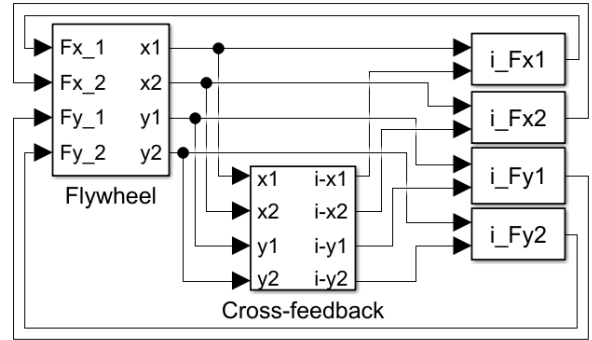 Fx_1 x1
Fx_2 x2
Fy_1 y1
Fy_2 y2
Flywheel
x1 i-x1
x2 i-x2
y1 i-y1
y2 i-y2
Cross-feedback
i_Fx1
i_Fx2
i_Fy1
i_Fy2